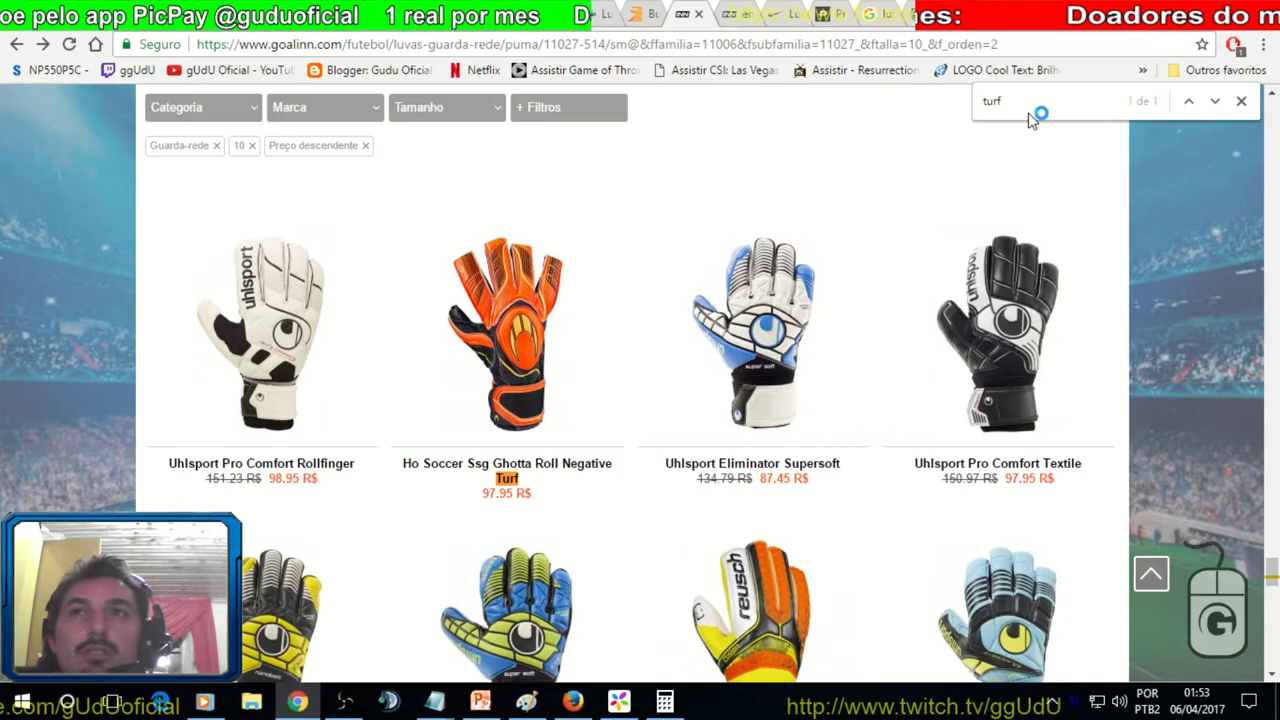 oe pelo app PicPay @guduoficial 1 real por mes D
es: Doadores do m
Seguro https://www.goalinn.com/futebol/luvas-guarda-rede/puma/11027-514/sm@&ffamilia=11006&fsubfamilia=11027_&ftalla=10_&f_orden=2
NP550P5C - ggUdU gUdU Oficial - YouTu Blogger: Gudu Oficial Netflix Assistir Game of Thro Assistir CSI: Las Vegas Assistir - Resurrection LOGO Cool Text: Brilh » Outros favoritos
turf 1 de 1
Categoria Marca Tamanho + Filtros
Guarda-rede × 10 × Preço descendente ×
Uhlsport Pro Comfort Rollfinger
151.23 R$ 98.95 R$
Ho Soccer Ssg Ghotta Roll Negative
Turf
97.95 R$
Uhlsport Eliminator Supersoft
134.79 R$ 87.45 R$
Uhlsport Pro Comfort Textile
150.97 R$ 97.95 R$
uhlsport
super soft
reusch
e.com/gUduoficial
http://www.twitch.tv/ggUdU
POR
PTB2
01:53
06/04/2017